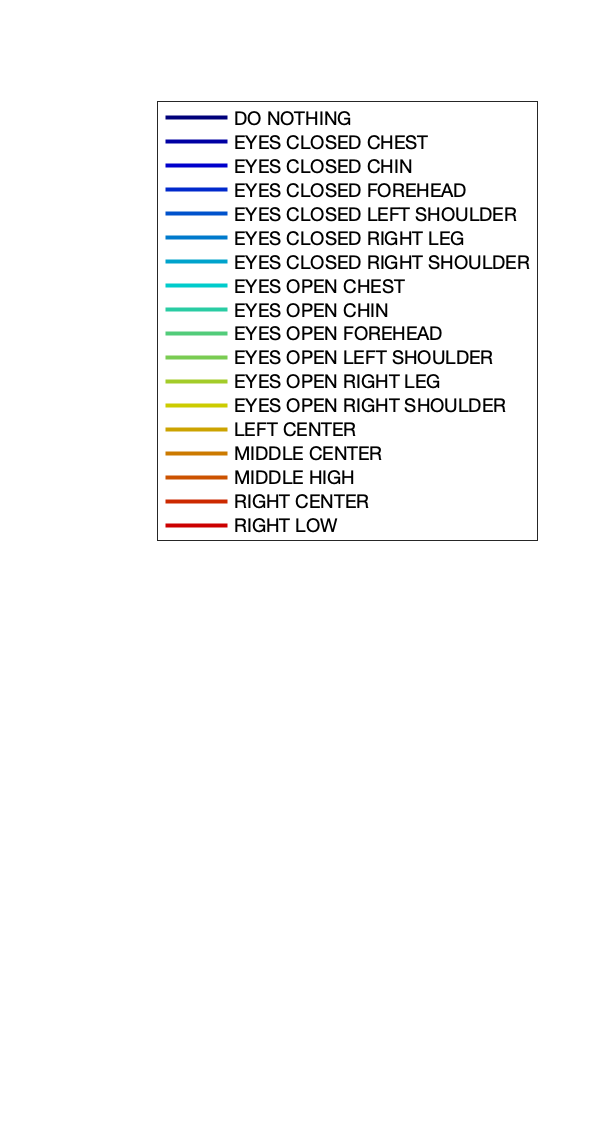 DO NOTHING
EYES CLOSED CHEST
EYES CLOSED CHIN
EYES CLOSED FOREHEAD
EYES CLOSED LEFT SHOULDER
EYES CLOSED RIGHT LEG
EYES CLOSED RIGHT SHOULDER
EYES OPEN CHEST
EYES OPEN CHIN
EYES OPEN FOREHEAD
EYES OPEN LEFT SHOULDER
EYES OPEN RIGHT LEG
EYES OPEN RIGHT SHOULDER
LEFT CENTER
MIDDLE CENTER
MIDDLE HIGH
RIGHT CENTER
RIGHT LOW